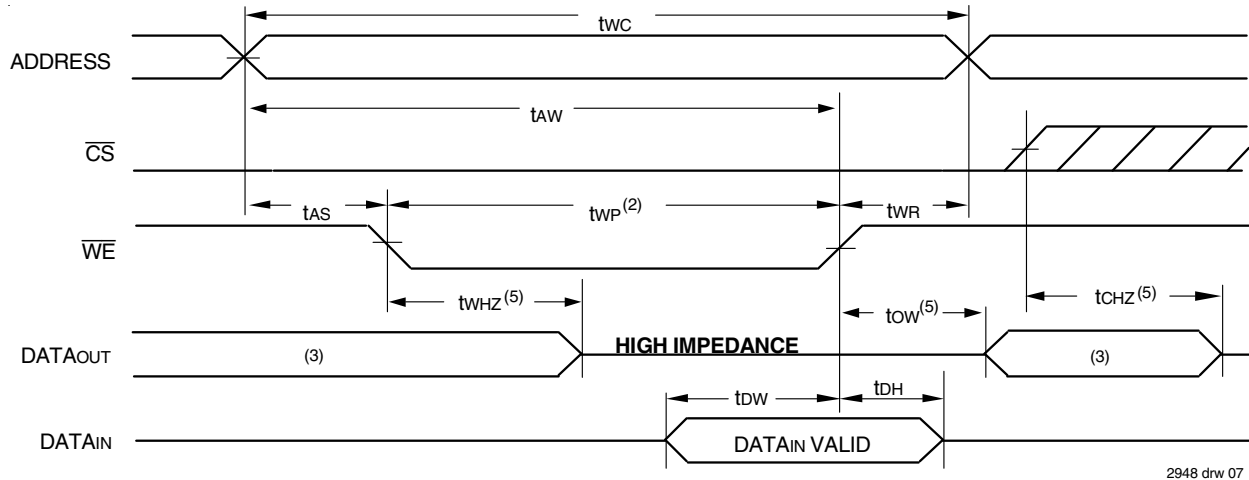 tWC
ADDRESS
tAW
CS
tAS
tWP(2)
tWR
WE
tWHZ(5)
tOW(5)
tCHZ(5)
DATAOUT
(3)
HIGH IMPEDANCE
(3)
tDW
tDH
DATAIN
DATAIN VALID
2948 drw 07